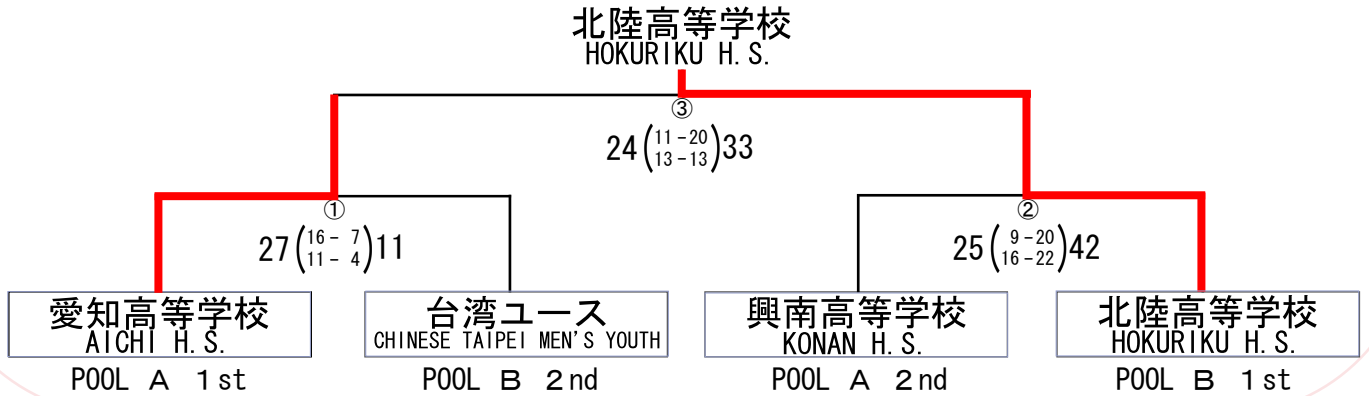 北陸高等学校
HOKURIKU H.S.
③
24(11-20 13-13)33
①
27(16- 7 11- 4)11
②
25( 9-20 16-22)42
愛知高等学校
AICHI H.S.
POOL A 1st
台湾ユース
CHINESE TAIPEI MEN'S YOUTH
POOL B 2nd
興南高等学校
KONAN H.S.
POOL A 2nd
北陸高等学校
HOKURIKU H.S.
POOL B 1st